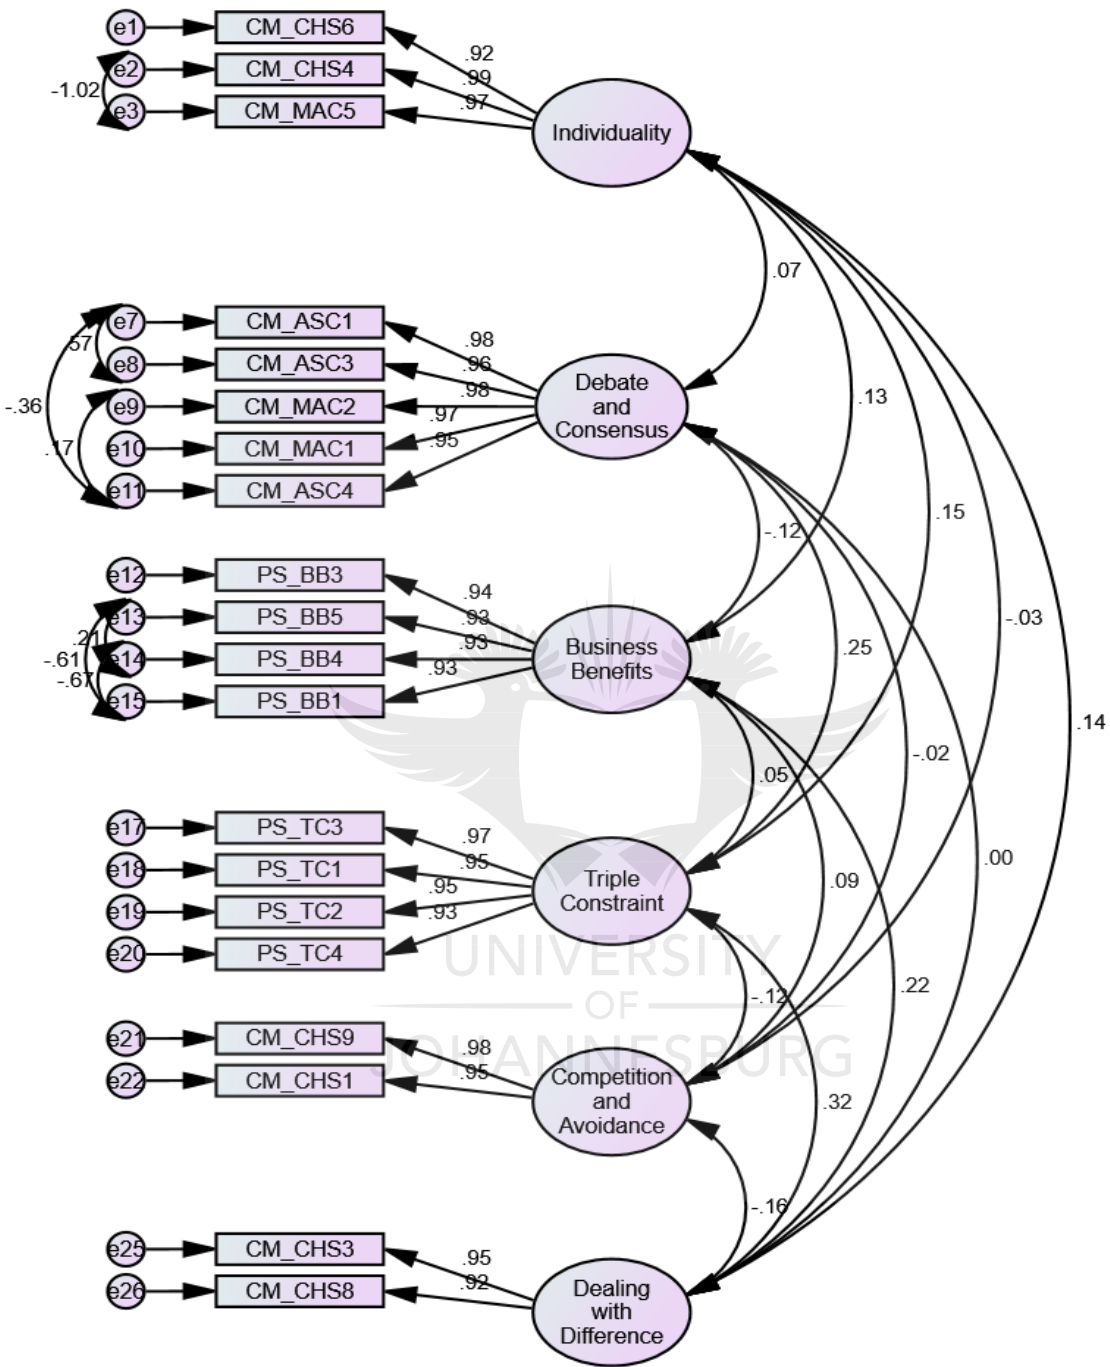 e1 CM_CHS6
.92
e2 CM_CHS4
.99
-1.02
e3 CM_MAC5
.97
Individuality
.07
e7 CM_ASC1
.98
.57
e8 CM_ASC3
.96
Debate
and
Consensus
.13
e9 CM_MAC2
.98
-.36
.97
e10 CM_MAC1
.17
.95
e11 CM_ASC4
.15
-.12
e12 PS_BB3
.94
e13 PS_BB5
.93
-.03
.21
-.61
e14 PS_BB4
.93
Business
Benefits
.25
-.67
.93
e15 PS_BB1
.14
-.02
.05
e17 PS_TC3
.97
e18 PS_TC1
.95
.00
Triple
Constraint
.09
e19 PS_TC2
.95
.93
e20 PS_TC4
UNIVERSITY
OF
JOHANNESBURG
.22
-.12
e21 CM_CHS9
.98
e22 CM_CHS1
.95
Competition
and
Avoidance
.32
-.16
e25 CM_CHS3
.95
e26 CM_CHS8
.92
Dealing
with
Difference